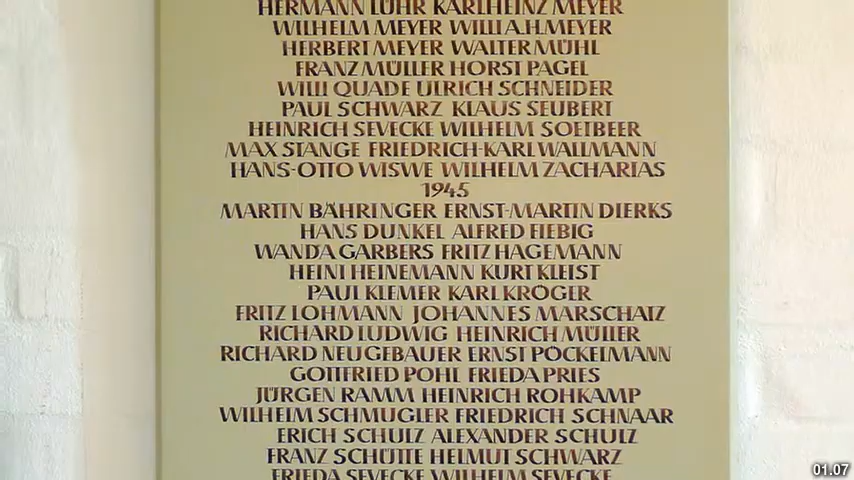 HERMANN LÜHR KARLHEINZ MEYER
WILHELM MEYER WILLI A.H.MEYER
HERBERT MEYER WALTER MÜHL
FRANZ MÜLLER HORST PAGEL
WILLI QUADE ULRICH SCHNEIDER
PAUL SCHWARZ KLAUS SEUBERT
HEINRICH SEVECKE WILHELM SOETBEER
MAX STANGE FRIEDRICH-KARL WALLMANN
HANS-OTTO WISWE WILHELM ZACHARIAS
1945
MARTIN BÄHRINGER ERNST-MARTIN DIERKS
HANS DUNKEL ALFRED FIEBIG
WANDA GARBERS FRITZ HAGEMANN
HEINI HEINEMANN KURT KLEIST
PAUL KLEMER KARL KRÖGER
FRITZ LOHMANN JOHANNES MARSCHATZ
RICHARD LUDWIG HEINRICH MÜLLER
RICHARD NEUGEBAUER ERNST PÖCKELMANN
GOTTFRIED POHL FRIEDA PRIES
JÜRGEN RAMM HEINRICH ROHKAMP
WILHELM SCHMUGLER FRIEDRICH SCHNAAR
ERICH SCHULZ ALEXANDER SCHULZ
FRANZ SCHÜTTE HELMUT SCHWARZ
FRIEDA SEVECKE WILHELM SEVECKE
01.07